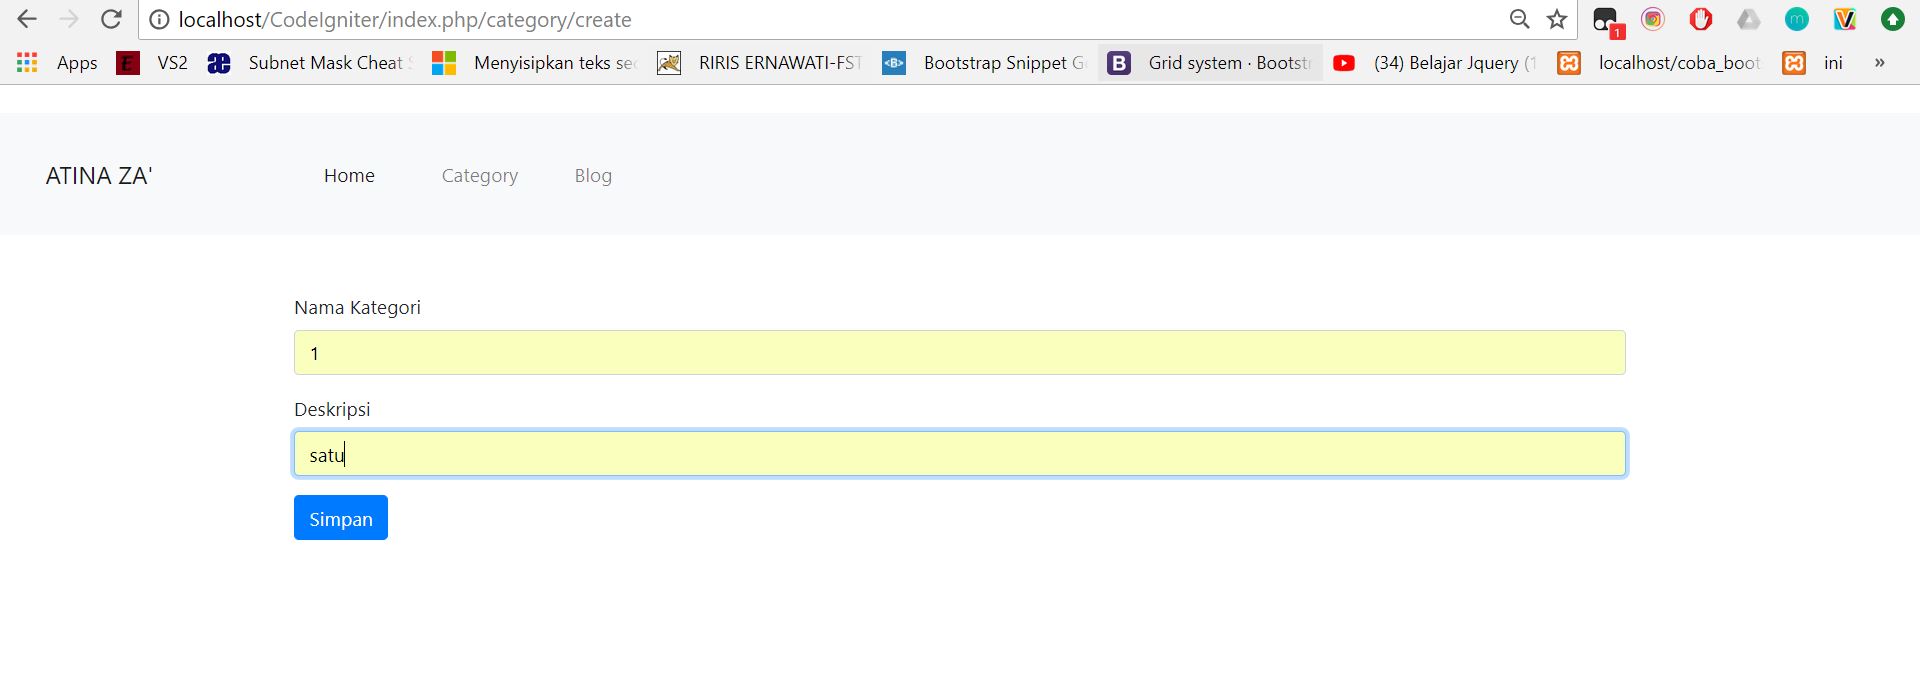 localhost/CodeIgniter/index.php/category/create
1
Apps VS2 Subnet Mask Cheat Menyisipkan teks sec RIRIS ERNAWATI-FST Bootstrap Snippet G Grid system · Bootst (34) Belajar Jquery (1 localhost/coba_boot ini »
ATINA ZA' Home Category Blog
Nama Kategori
1
Deskripsi
satu
Simpan